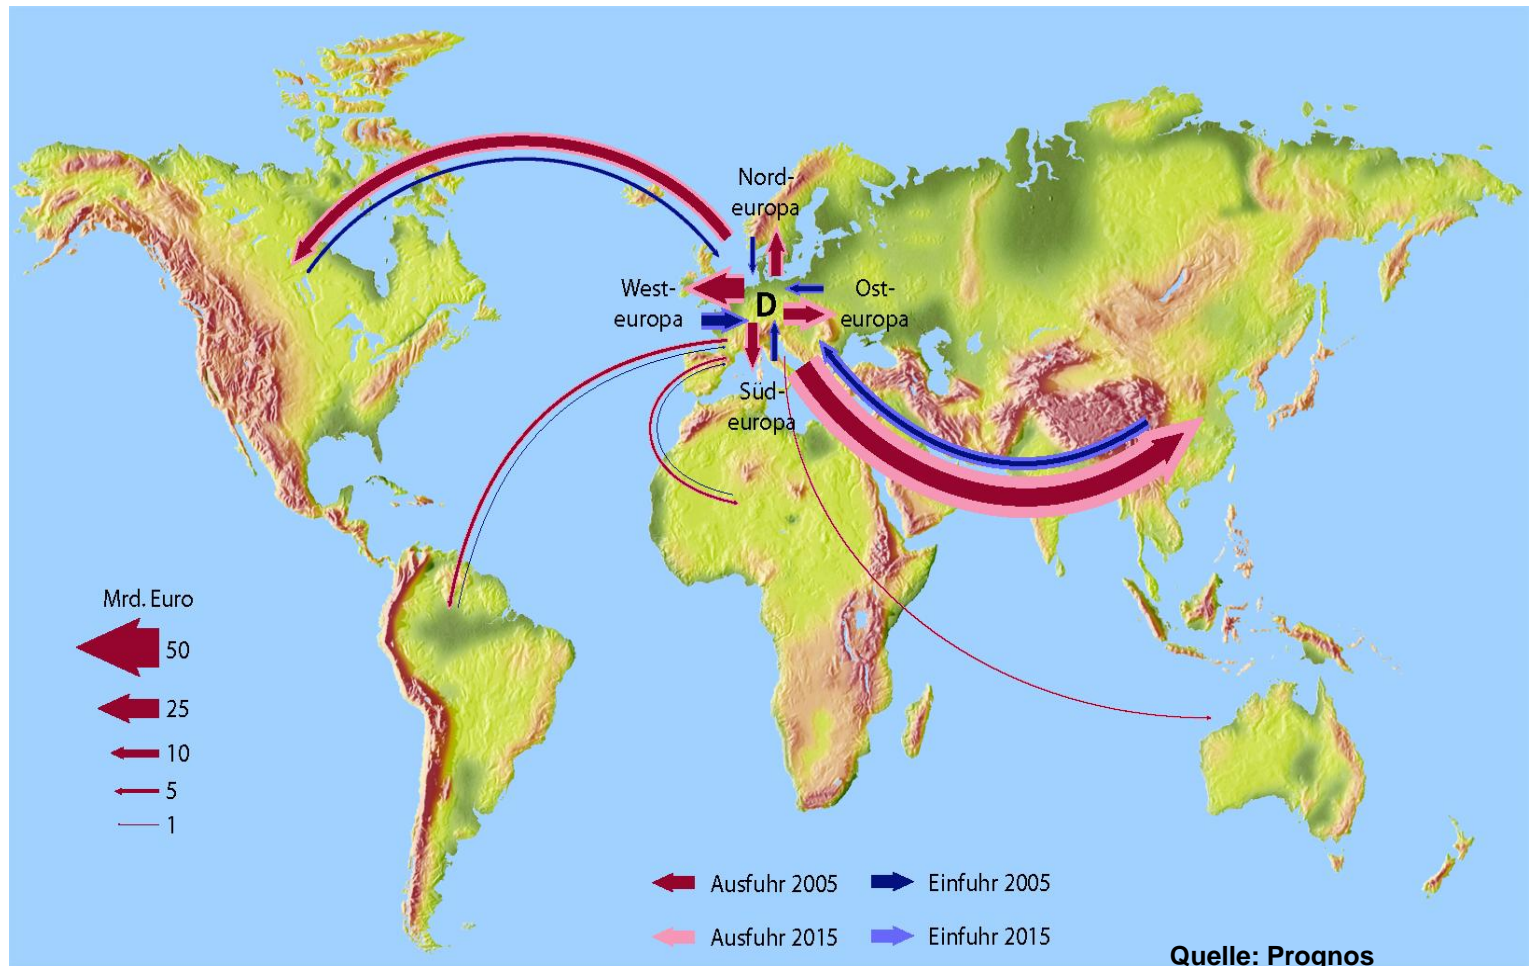 Nord-
europa
West-
europa
D
Ost-
europa
Süd-
europa
Mrd. Euro
50
25
10
5
1
Ausfuhr 2005
Einfuhr 2005
Ausfuhr 2015
Einfuhr 2015
Quelle: Prognos